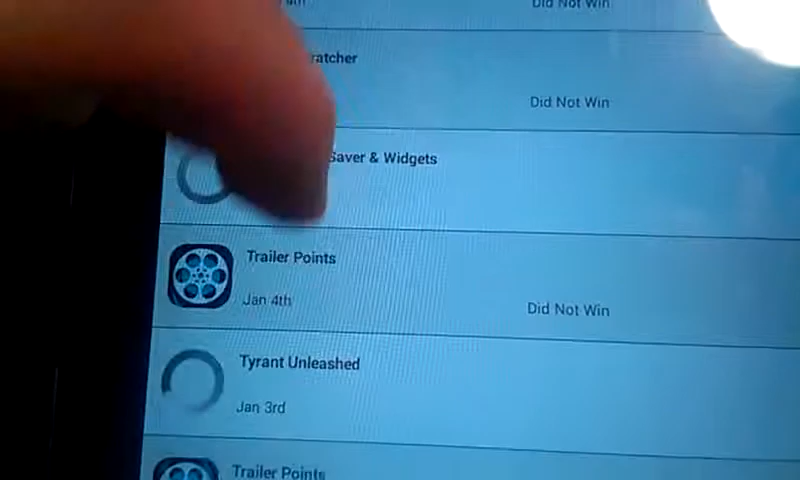 4th
Did Not Win
ratcher
Did Not Win
Saver & Widgets
Trailer Points
Jan 4th
Did Not Win
Tyrant Unleashed
Jan 3rd
Trailer Points